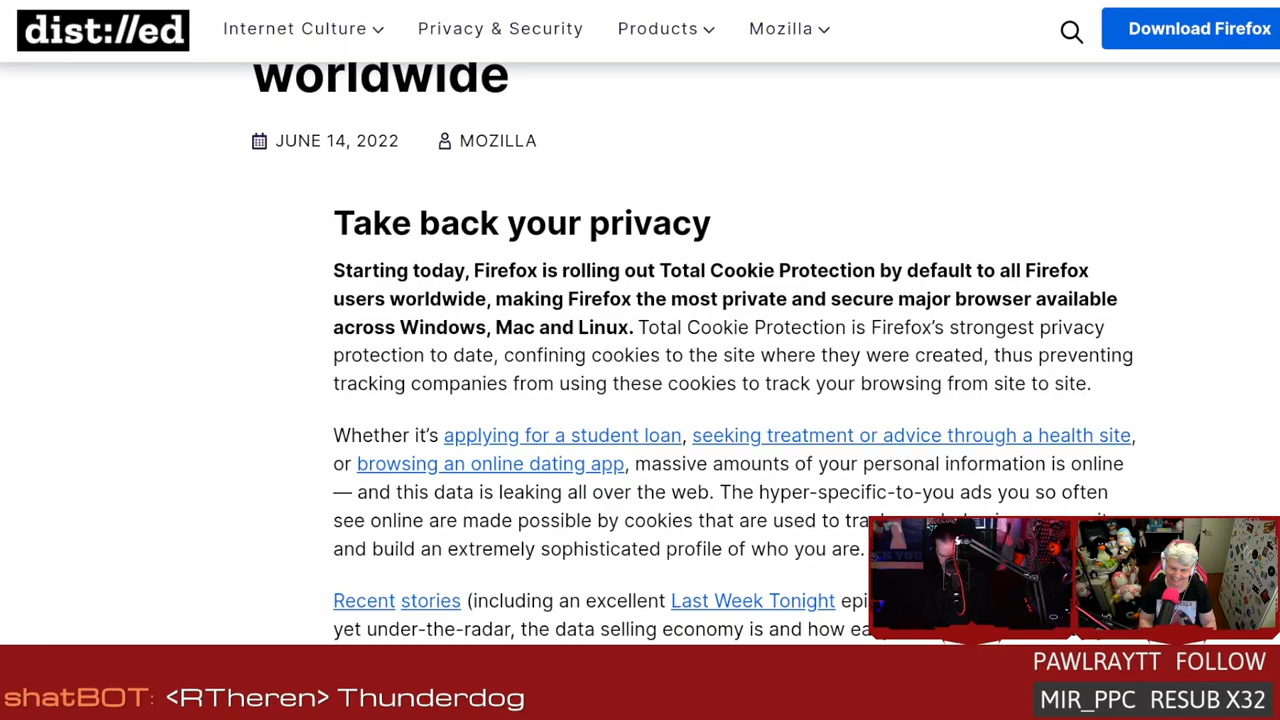 dist://ed
Internet Culture
Privacy & Security
Products
Mozilla
Download Firefox
worldwide
JUNE 14, 2022
MOZILLA
Take back your privacy
Starting today, Firefox is rolling out Total Cookie Protection by default to all Firefox
users worldwide, making Firefox the most private and secure major browser available
across Windows, Mac and Linux. Total Cookie Protection is Firefox’s strongest privacy
protection to date, confining cookies to the site where they were created, thus preventing
tracking companies from using these cookies to track your browsing from site to site.
Whether it’s applying for a student loan, seeking treatment or advice through a health site,
or browsing an online dating app, massive amounts of your personal information is online
— and this data is leaking all over the web. The hyper-specific-to-you ads you so often
see online are made possible by cookies that are used to
and build an extremely sophisticated profile of who you are.
Recent stories (including an excellent Last Week Tonight
yet under-the-radar, the data selling economy is and how
shatBOT: <RTheren> Thunderdog
PAWLRAYTT FOLLOW
MIR_PPC RESUB X32